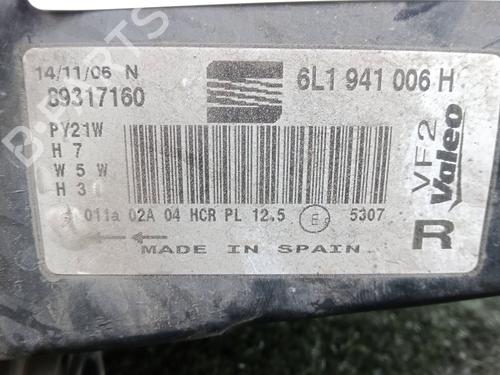 B-PARTS
14/11/06 N
89317160
6L1 941 006 H
PY21W
H 7
W 5 W
H 3
VF2
Valeo
011a 02A 04 HCR PL 12.5
5307
R
MADE IN SPAIN